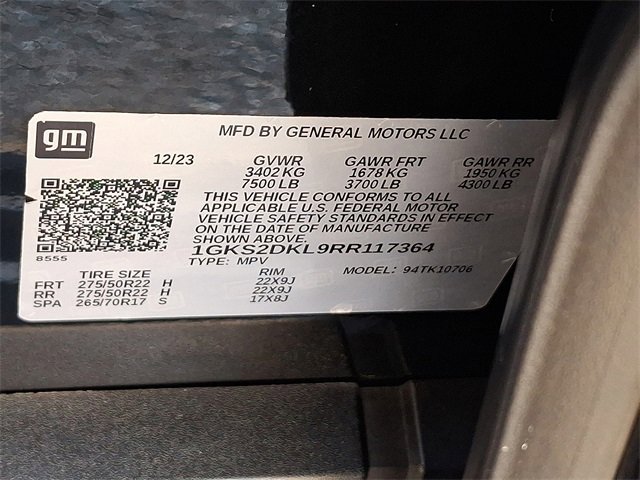 gm
MFD BY GENERAL MOTORS LLC
12/23 GVWR GAWR FRT GAWR RR
3402 KG 1678 KG 1950 KG
7500 LB 3700 LB 4300 LB
THIS VEHICLE CONFORMS TO ALL
APPLICABLE U.S. FEDERAL MOTOR
VEHICLE SAFETY STANDARDS IN EFFECT
ON THE DATE OF MANUFACTURE
SHOWN ABOVE.
1GKS2DKL9RR117364
8555
TYPE: MPV MODEL: 94TK10706
TIRE SIZE RIM
FRT 275/50R22 H 22X9J
RR 275/50R22 H 22X9J
SPA 265/70R17 S 17X8J